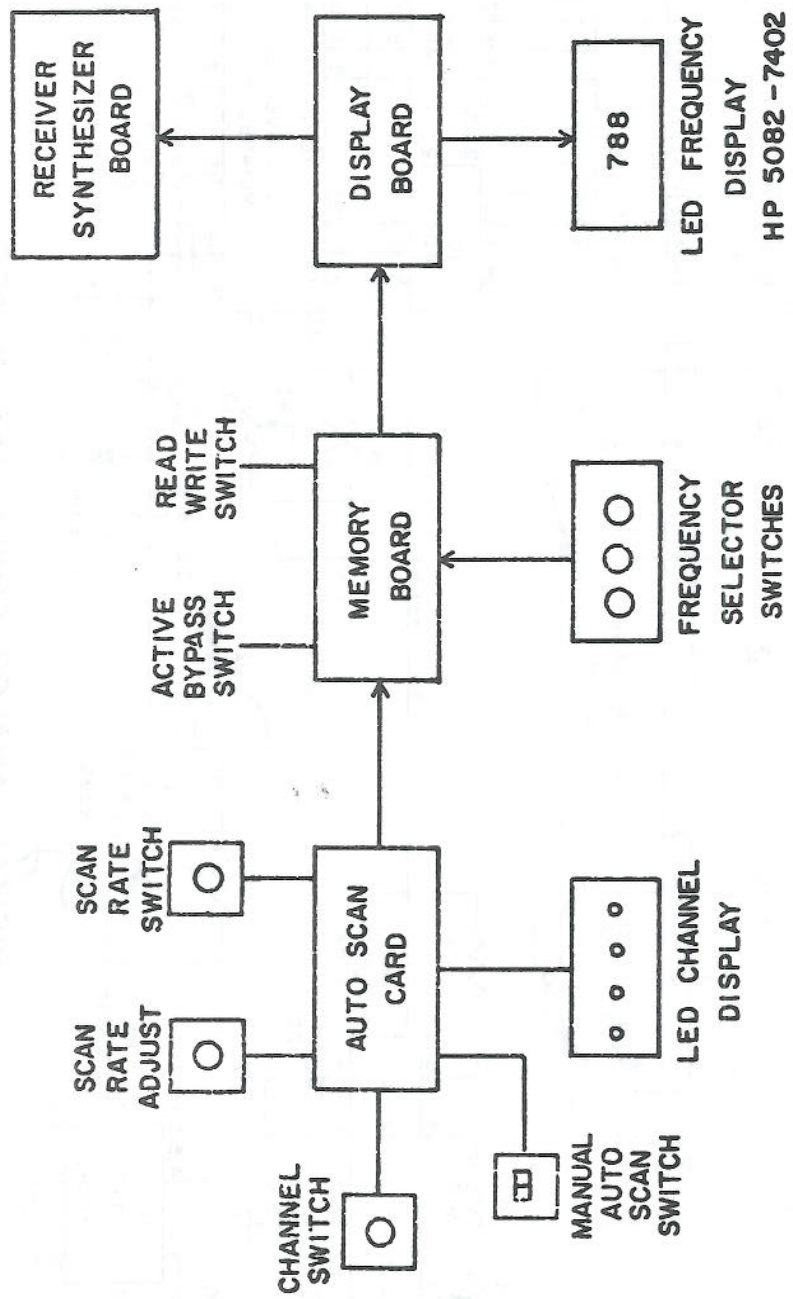 CHANNEL
SWITCH
SCAN
RATE
ADJUST
SCAN
RATE
SWITCH
AUTO SCAN
CARD
MANUAL
AUTO
SCAN
SWITCH
LED CHANNEL
DISPLAY
ACTIVE
BYPASS
SWITCH
READ
WRITE
SWITCH
MEMORY
BOARD
FREQUENCY
SELECTOR
SWITCHES
RECEIVER
SYNTHESIZER
BOARD
DISPLAY
BOARD
788
LED FREQUENCY
DISPLAY
HP 5082-7402